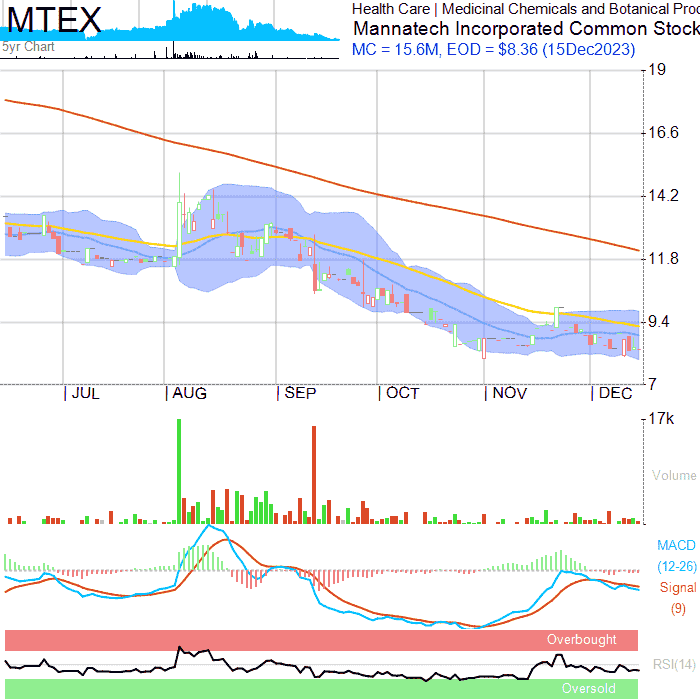 MTEX
5yr Chart
Health Care | Medicinal Chemicals and Botanical Prod
Mannatech Incorporated Common Stock
MC = 15.6M, EOD = $8.36 (15Dec2023)
19
16.6
14.2
11.8
9.4
7
JUL AUG SEP OCT NOV DEC
17k
Volume
MACD
(12-26)
Signal
(9)
Overbought
RSI(14)
Oversold